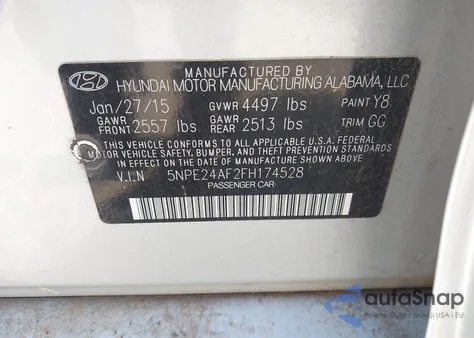 MANUFACTURED BY
HYUNDAI MOTOR MANUFACTURING ALABAMA, LLC
Jan/27/15 GVWR 4497 lbs PAINT Y8
GAWR FRONT 2557 lbs GAWR REAR 2513 lbs TRIM GG
THIS VEHICLE CONFORMS TO ALL APPLICABLE U.S.A. FEDERAL
MOTOR VEHICLE SAFETY, BUMPER, AND THEFT PREVENTION
STANDARDS IN EFFECT ON THE DATE OF MANUFACTURE SHOWN ABOVE.
V.I.N 5NPE24AF2FH174528
PASSENGER CAR
autoSnap